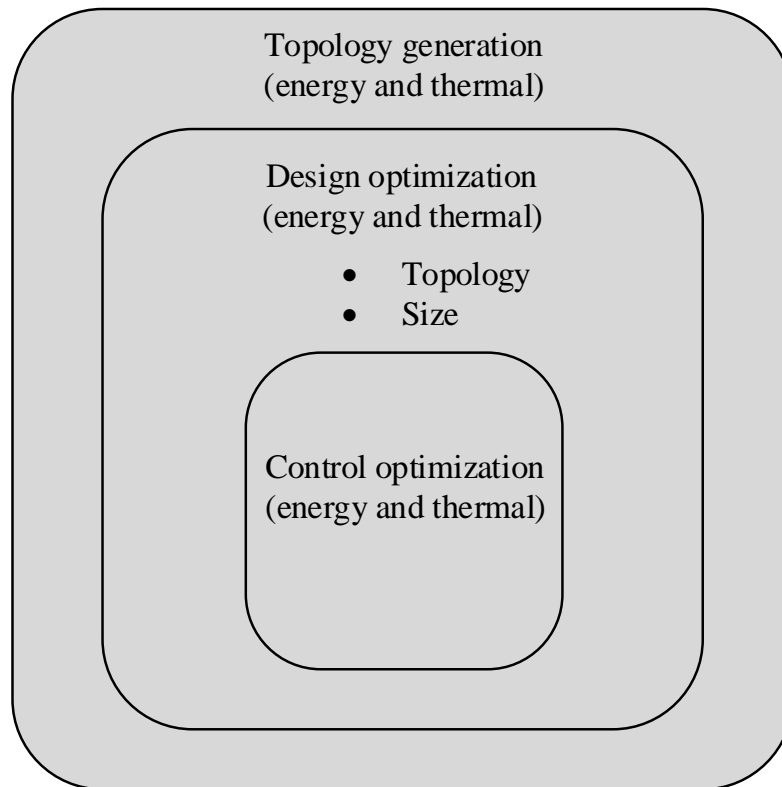 Topology generation
(energy and thermal)
Design optimization
(energy and thermal)
• Topology
• Size
Control optimization
(energy and thermal)